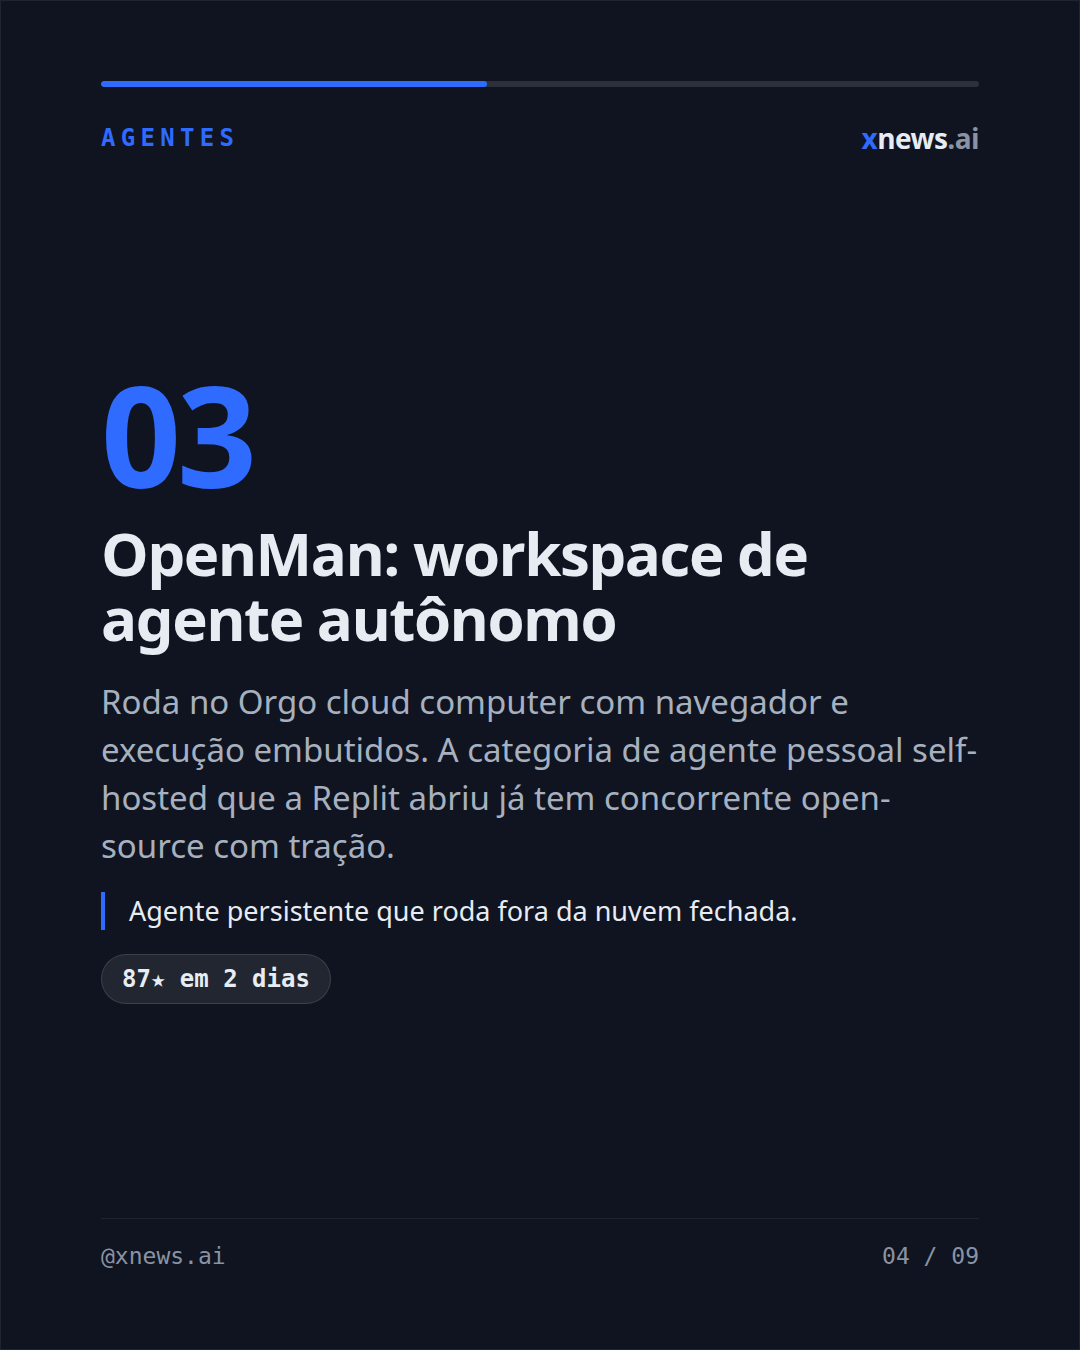 AGENTES
xnews.ai
03
OpenMan: workspace de
agente autônomo
Roda no Orgo cloud computer com navegador e
execução embutidos. A categoria de agente pessoal self-
hosted que a Replit abriu já tem concorrente open-
source com tração.
Agente persistente que roda fora da nuvem fechada.
87★ em 2 dias
@xnews.ai
04 / 09